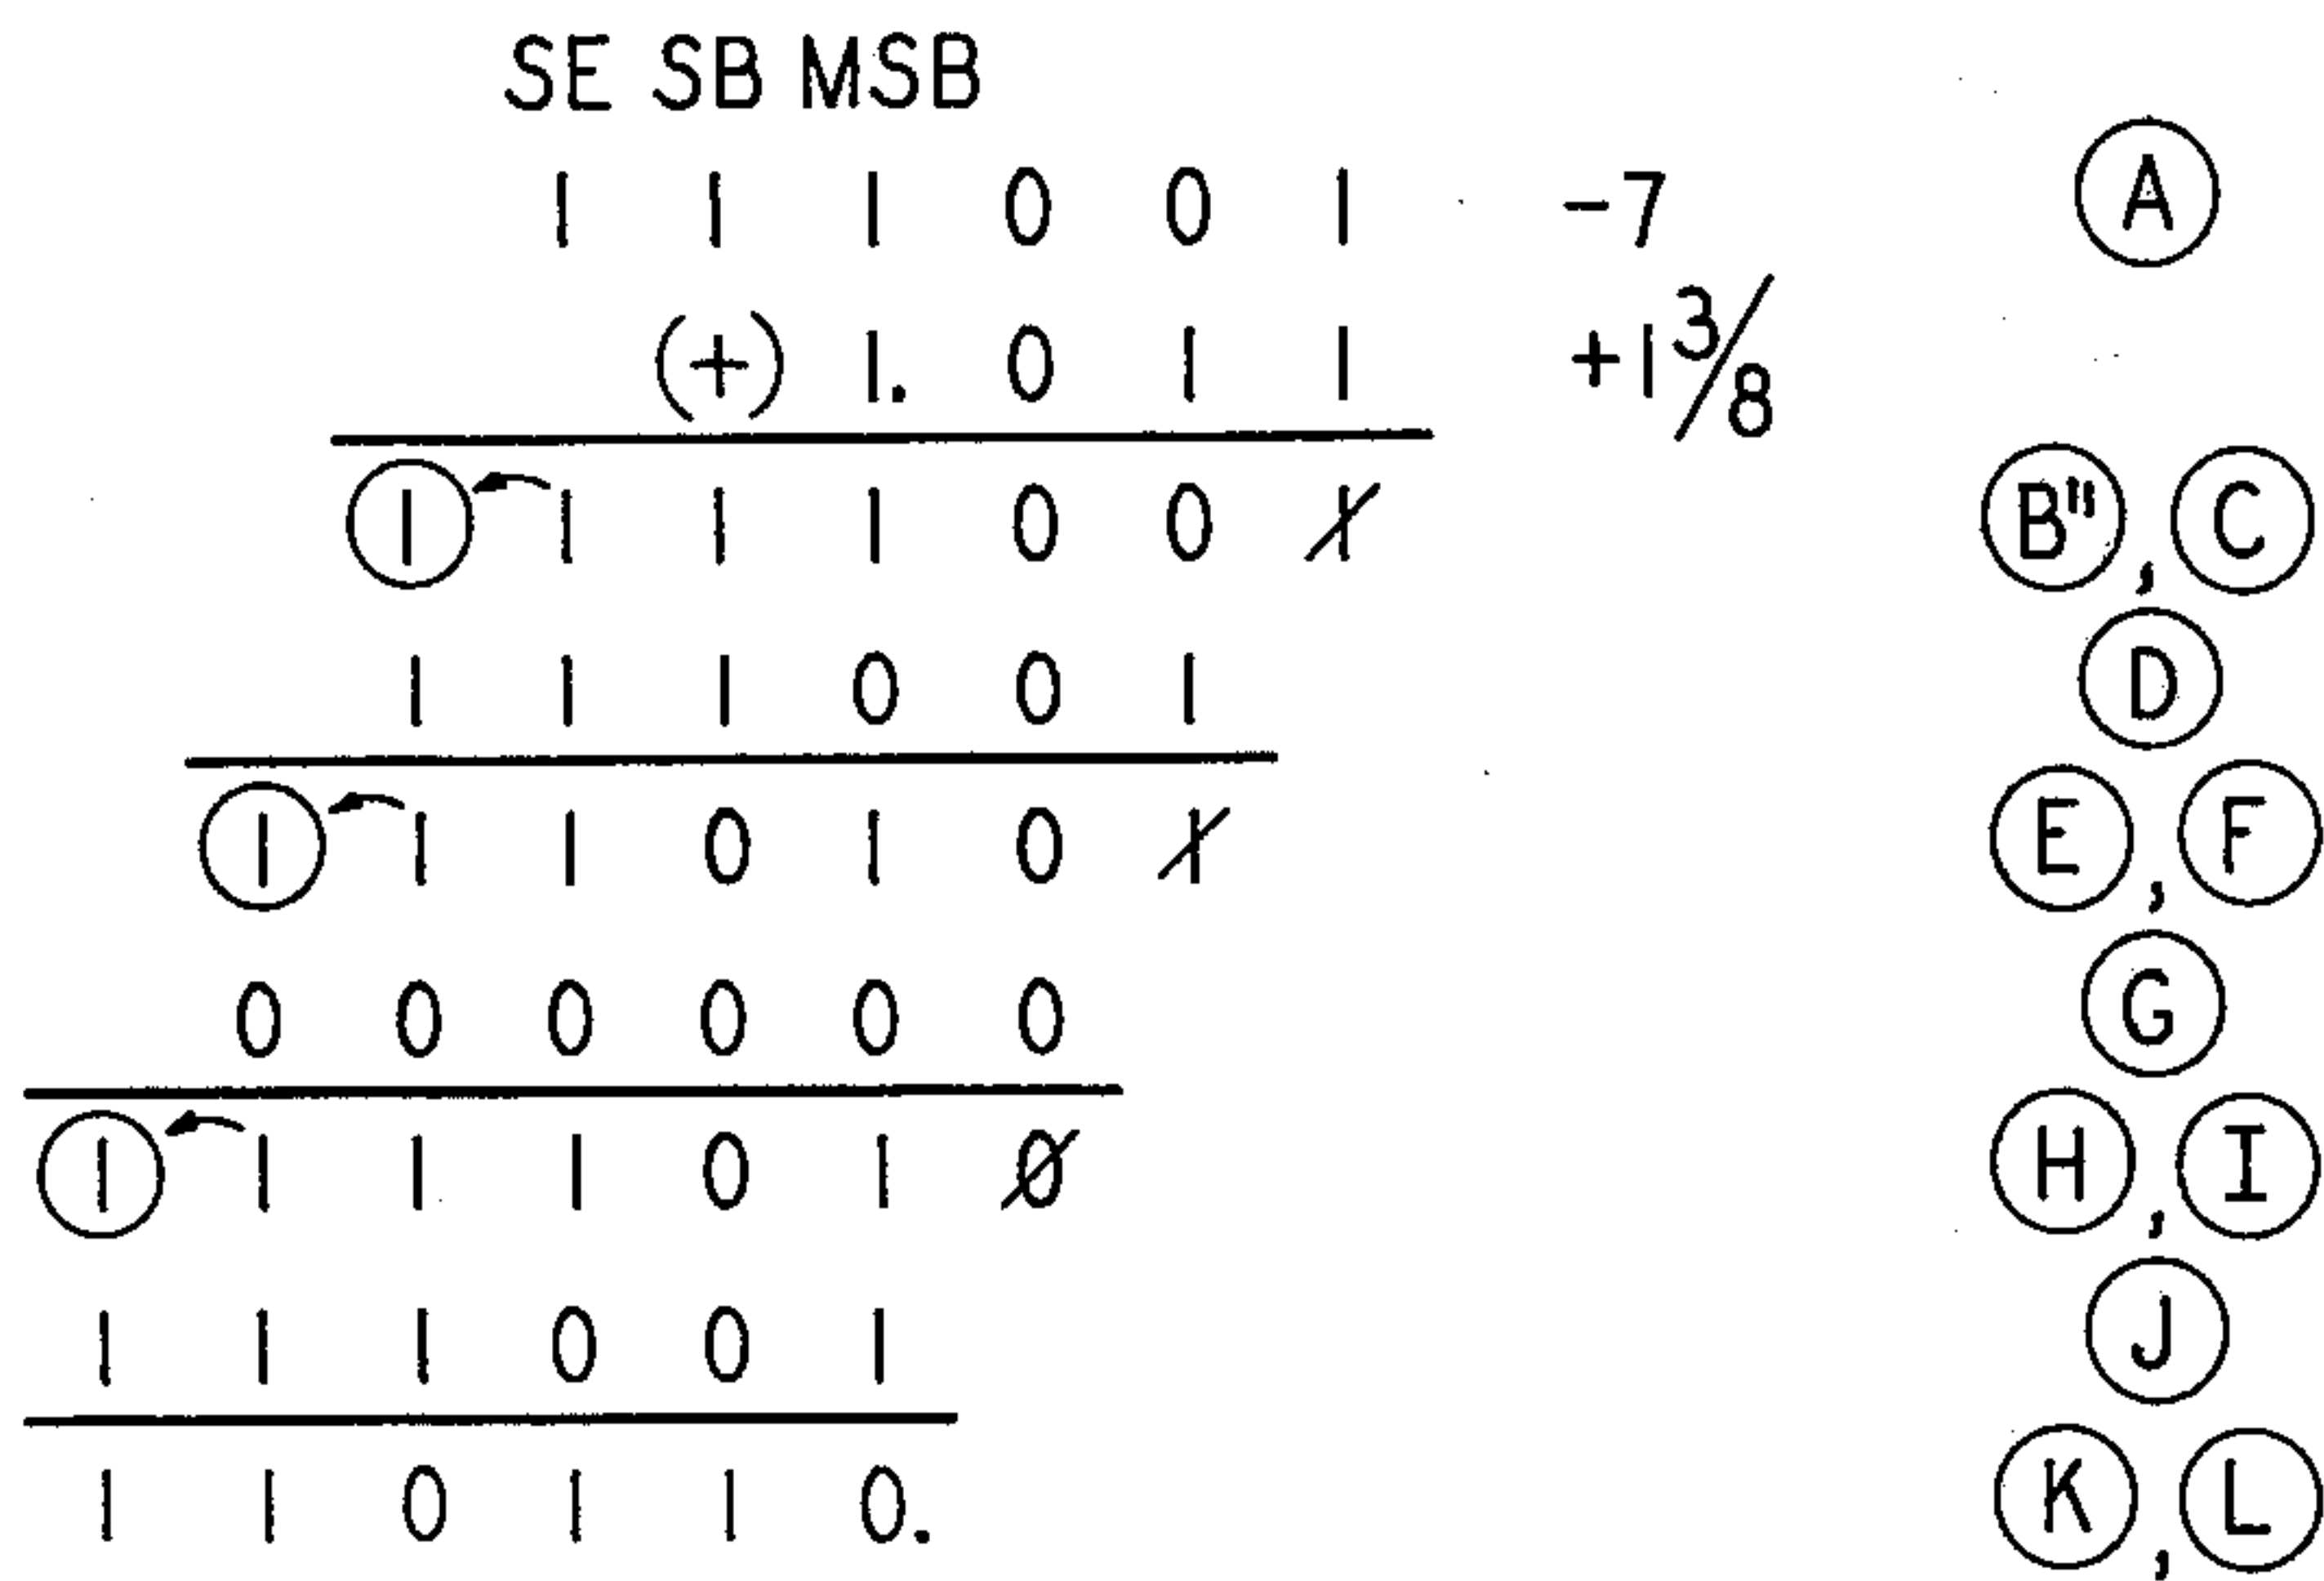 SE SB MSB
1 1 1 0 0 1 -7 A
(+) 1. 0 1 1 +1 3/8
1 1 1 1 0 0 1 B", C
1 1 1 0 0 1 D
1 1 1 0 1 0 1 E, F
0 0 0 0 0 0 G
1 1 1 1 0 1 0 H, I
1 1 1 0 0 1 J
1 1 0 1 1 0. K, L